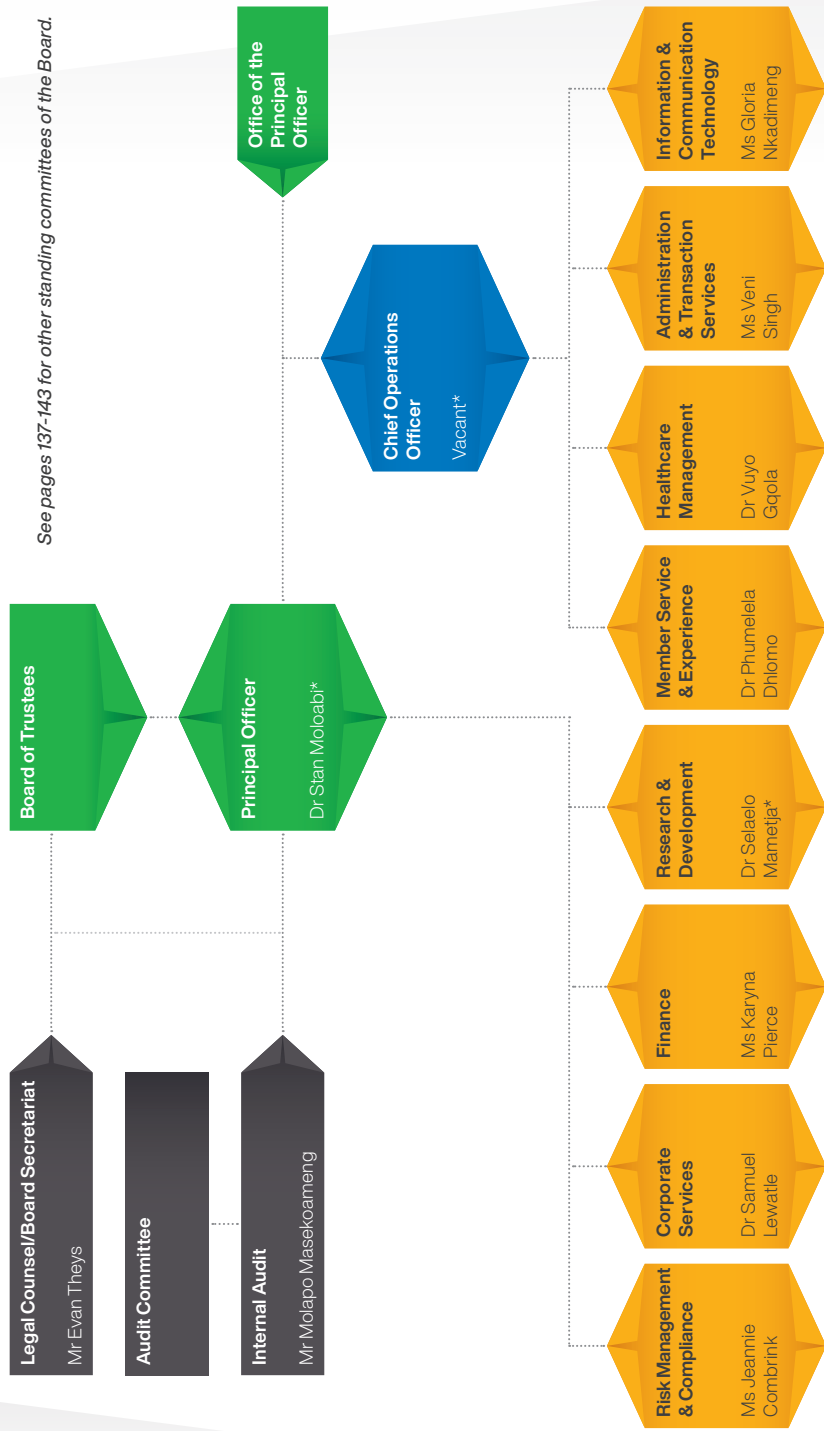 See pages 137-143 for other standing committees of the Board.
Legal Counsel/Board Secretariat
Mr Evan Theys
Board of Trustees
Audit Committee
Internal Audit
Mr Molapo Masekoameng
Principal Officer
Dr Stan Moloabi*
Office of the
Principal
Officer
Chief Operations
Officer
Vacant*
Risk Management
& Compliance
Ms Jeannie
Combrink
Corporate
Services
Dr Samuel
Lewatle
Finance
Ms Karyna
Pierce
Research &
Development
Dr Selaelo
Mametja*
Member Service
& Experience
Dr Phumelela
Dhlomo
Healthcare
Management
Dr Vuyo
Gqola
Administration
& Transaction
Services
Ms Veni
Singh
Information &
Communication
Technology
Ms Gloria
Nkadimeng